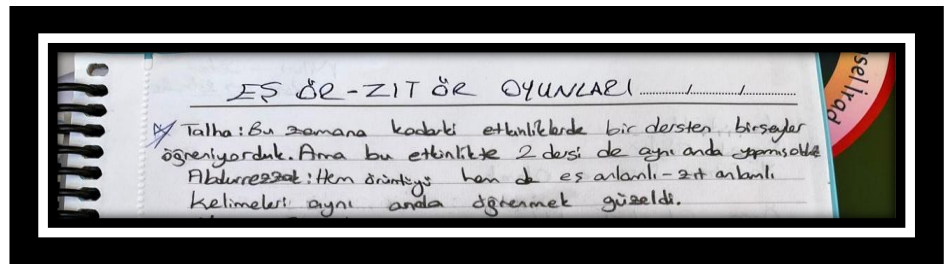 EŞ ÖR-ZIT ÖR OYUNLARI ......../......../........
Talha: Bu zamana kadarki etkinliklerde bir dersten birşeyler
öğreniyorduk. Ama bu etkinlikte 2 dersi de aynı anda yapmış olduk
Abdurrezzak: Hem örüntüyü hem de eş anlamlı-zıt anlamlı
kelimeleri aynı anda öğrenmek güzeldi.